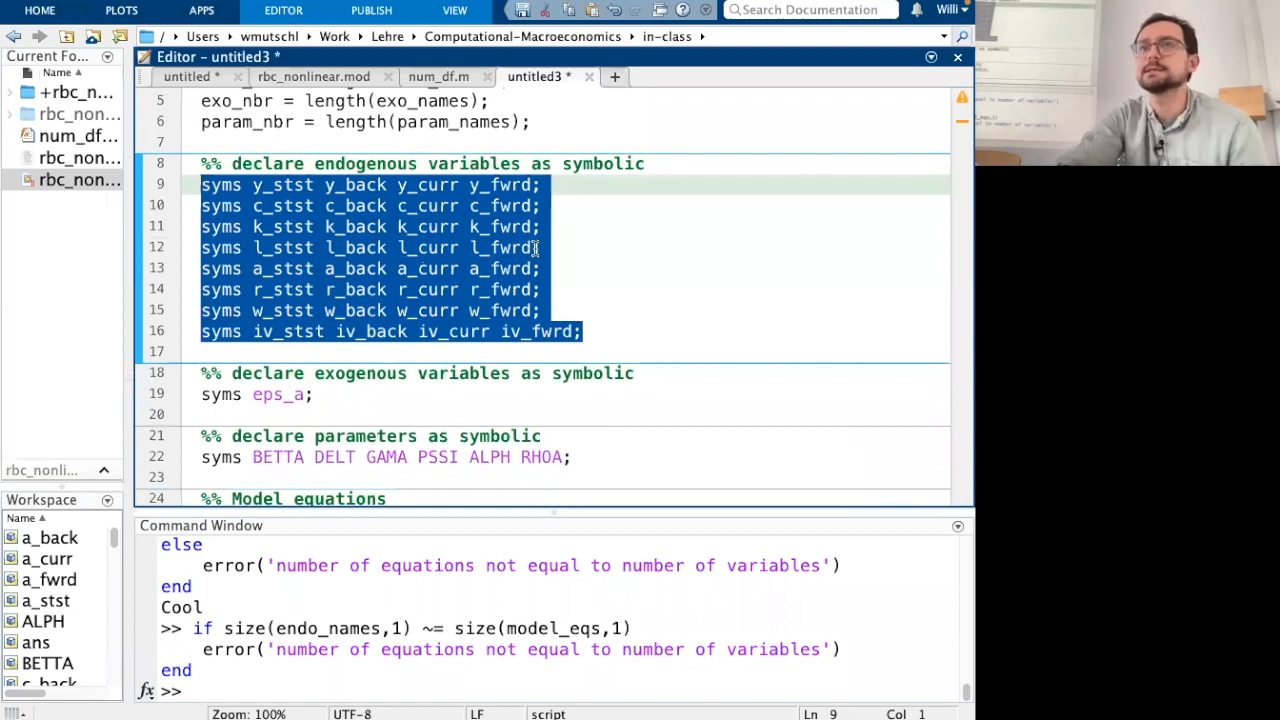 HOME PLOTS APPS EDITOR PUBLISH VIEW Search Documentation Willi
/ Users wmutschl Work Lehre Computational-Macroeconomics in-class
Current Fo...
Name
+rbc_n...
rbc_non...
num_df.m
rbc_non...
rbc_non...
rbc_nonli...
Workspace
Name
a_back
a_curr
a_fwrd
a_stst
ALPH
ans
BETTA
c_back
Editor - untitled3 *
untitled * rbc_nonlinear.mod num_df.m untitled3 *
5 exo_nbr = length(exo_names);
6 param_nbr = length(param_names);
7
8 %% declare endogenous variables as symbolic
9 syms y_stst y_back y_curr y_fwrd;
10 syms c_stst c_back c_curr c_fwrd;
11 syms k_stst k_back k_curr k_fwrd;
12 syms l_stst l_back l_curr l_fwrd;
13 syms a_stst a_back a_curr a_fwrd;
14 syms r_stst r_back r_curr r_fwrd;
15 syms w_stst w_back w_curr w_fwrd;
16 syms iv_stst iv_back iv_curr iv_fwrd;
17
18 %% declare exogenous variables as symbolic
19 syms eps_a;
20
21 %% declare parameters as symbolic
22 syms BETTA DELT GAMA PSSI ALPH RHOA;
23
24 %% Model equations
Command Window
else
error('number of equations not equal to number of variables')
end
Cool
>> if size(endo_names,1) ~= size(model_eqs,1)
error('number of equations not equal to number of variables')
end
fx >>
Zoom: 100% UTF-8 LF script Ln 9 Col 1